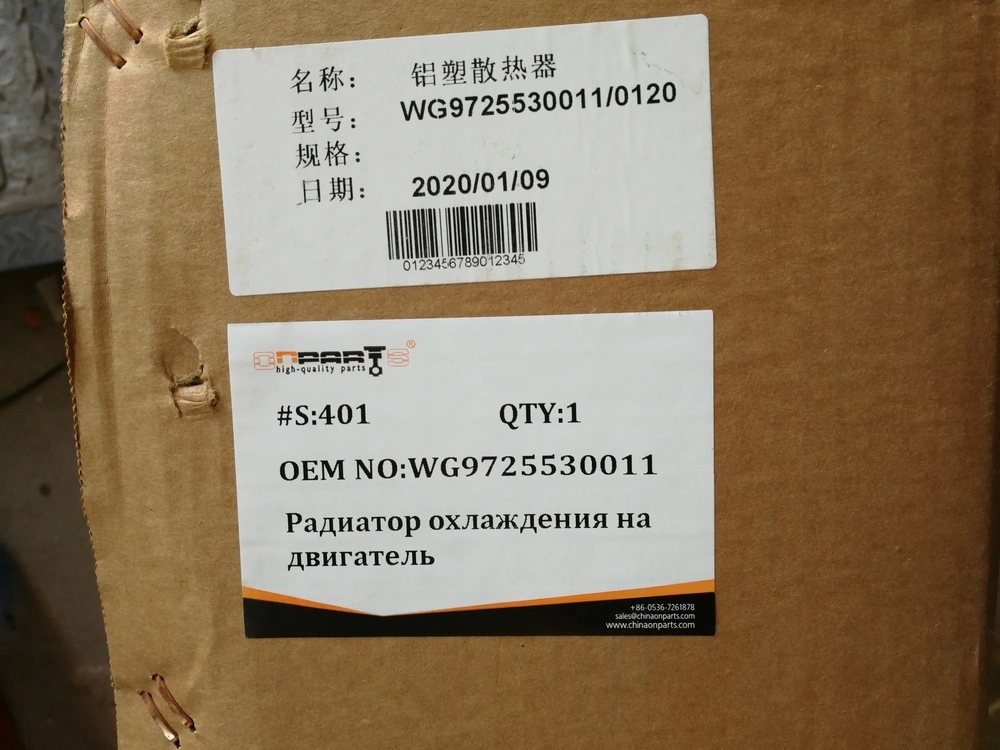 名称： 铝塑散热器
型号： WG9725530011/0120
规格：
日期： 2020/01/09
0123456789012345
ONPARTS®
high-quality parts
#S:401 QTY:1
OEM NO:WG9725530011
Радиатор охлаждения на
двигатель
+86-0536-7261878
sales@chinaonparts.com
www.chinaonparts.com